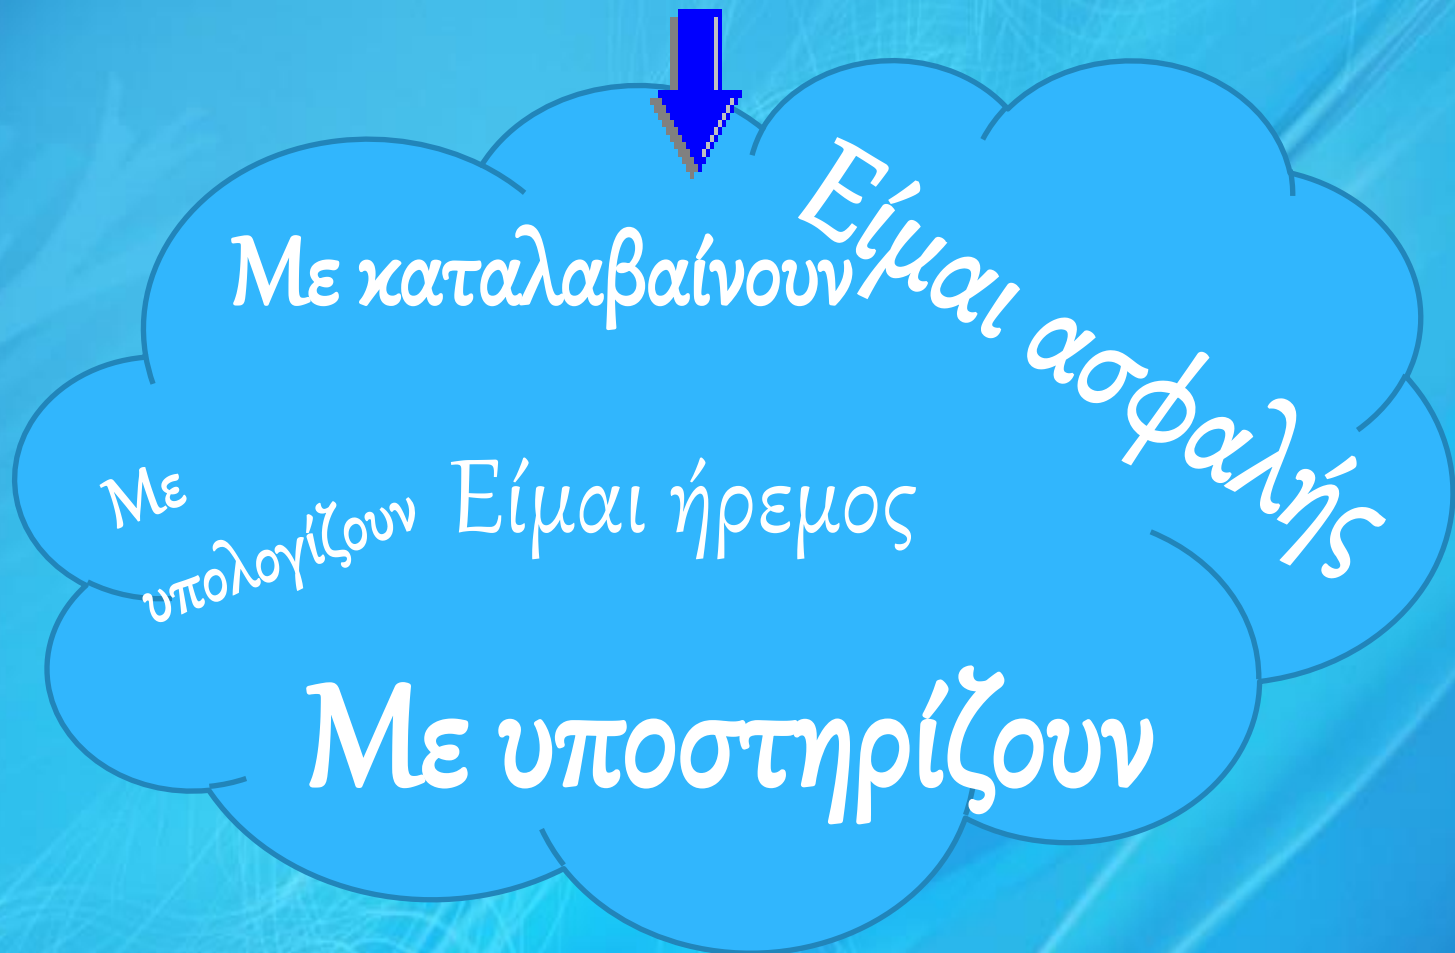 Με καταλαβαίνουν
Είμαι ασφαλής
Με
υπολογίζουν
Είμαι ήρεμος
Με υποστηρίζουν